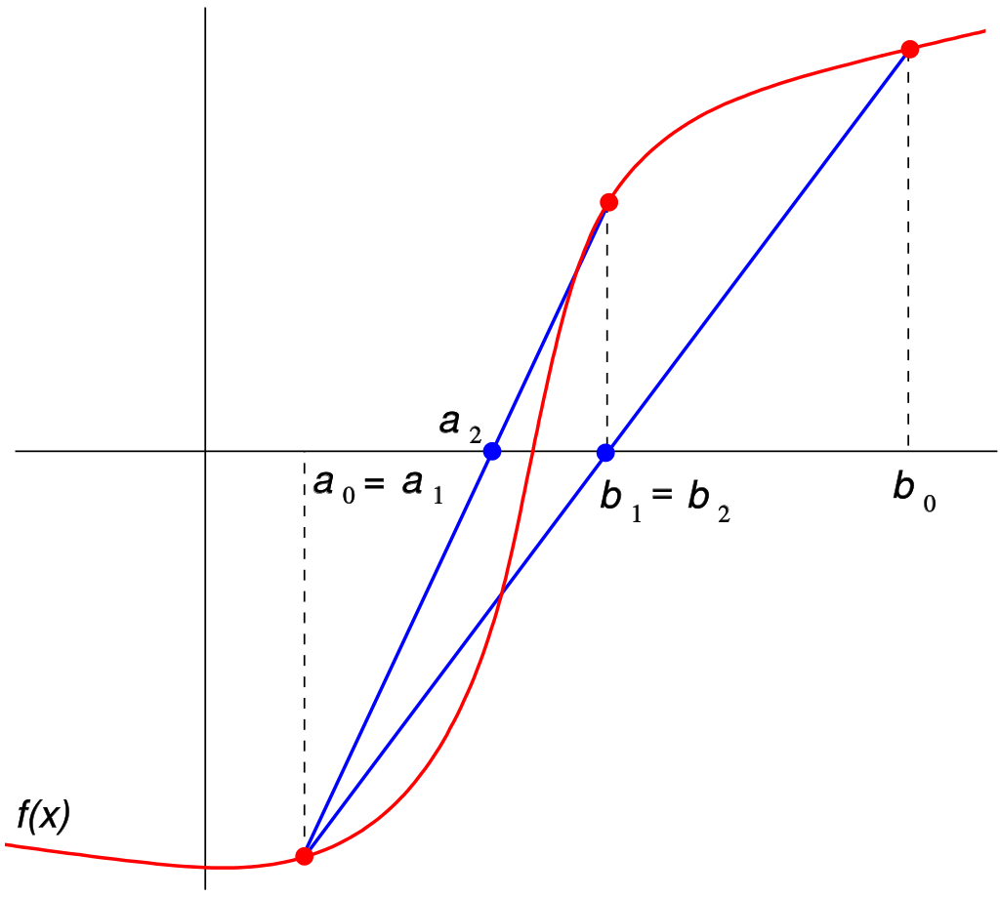 a 2
a 0 = a 1
b 1 = b 2
b 0
f(x)